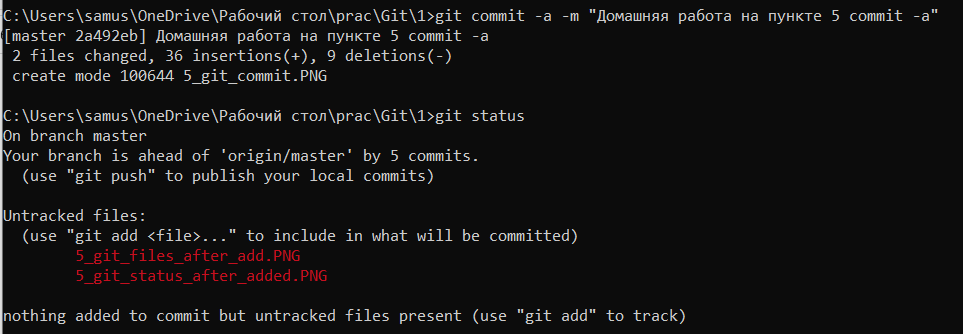 C:\Users\samus\OneDrive\Рабочий стол\prac\Git\1>git commit -a -m "Домашняя работа на пункте 5 commit -a"
[master 2a492eb] Домашняя работа на пункте 5 commit -a
 2 files changed, 36 insertions(+), 9 deletions(-)
 create mode 100644 5_git_commit.PNG

C:\Users\samus\OneDrive\Рабочий стол\prac\Git\1>git status
On branch master
Your branch is ahead of 'origin/master' by 5 commits.
  (use "git push" to publish your local commits)

Untracked files:
  (use "git add <file>..." to include in what will be committed)
        5_git_files_after_add.PNG
        5_git_status_after_added.PNG

nothing added to commit but untracked files present (use "git add" to track)